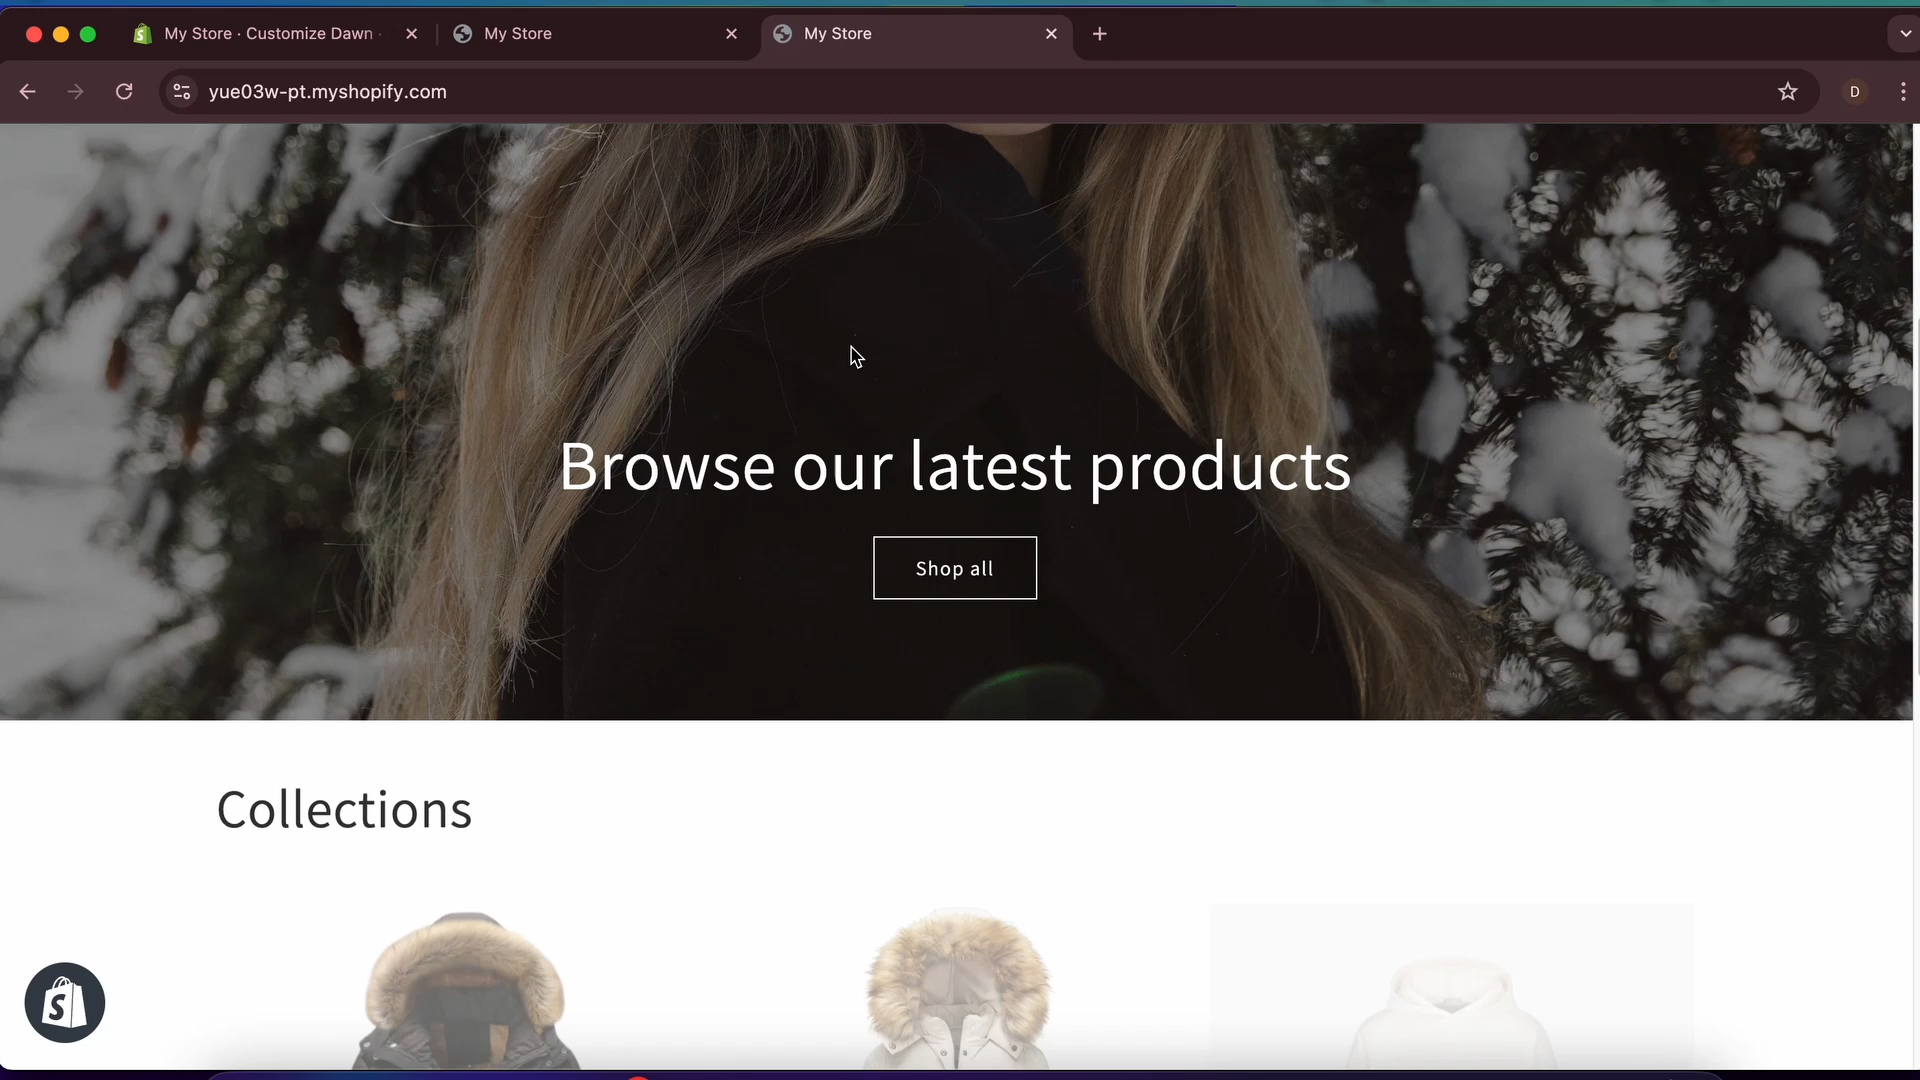 My Store · Customize Dawn ·
My Store
My Store
yue03w-pt.myshopify.com
D
Browse our latest products
Shop all
Collections
S